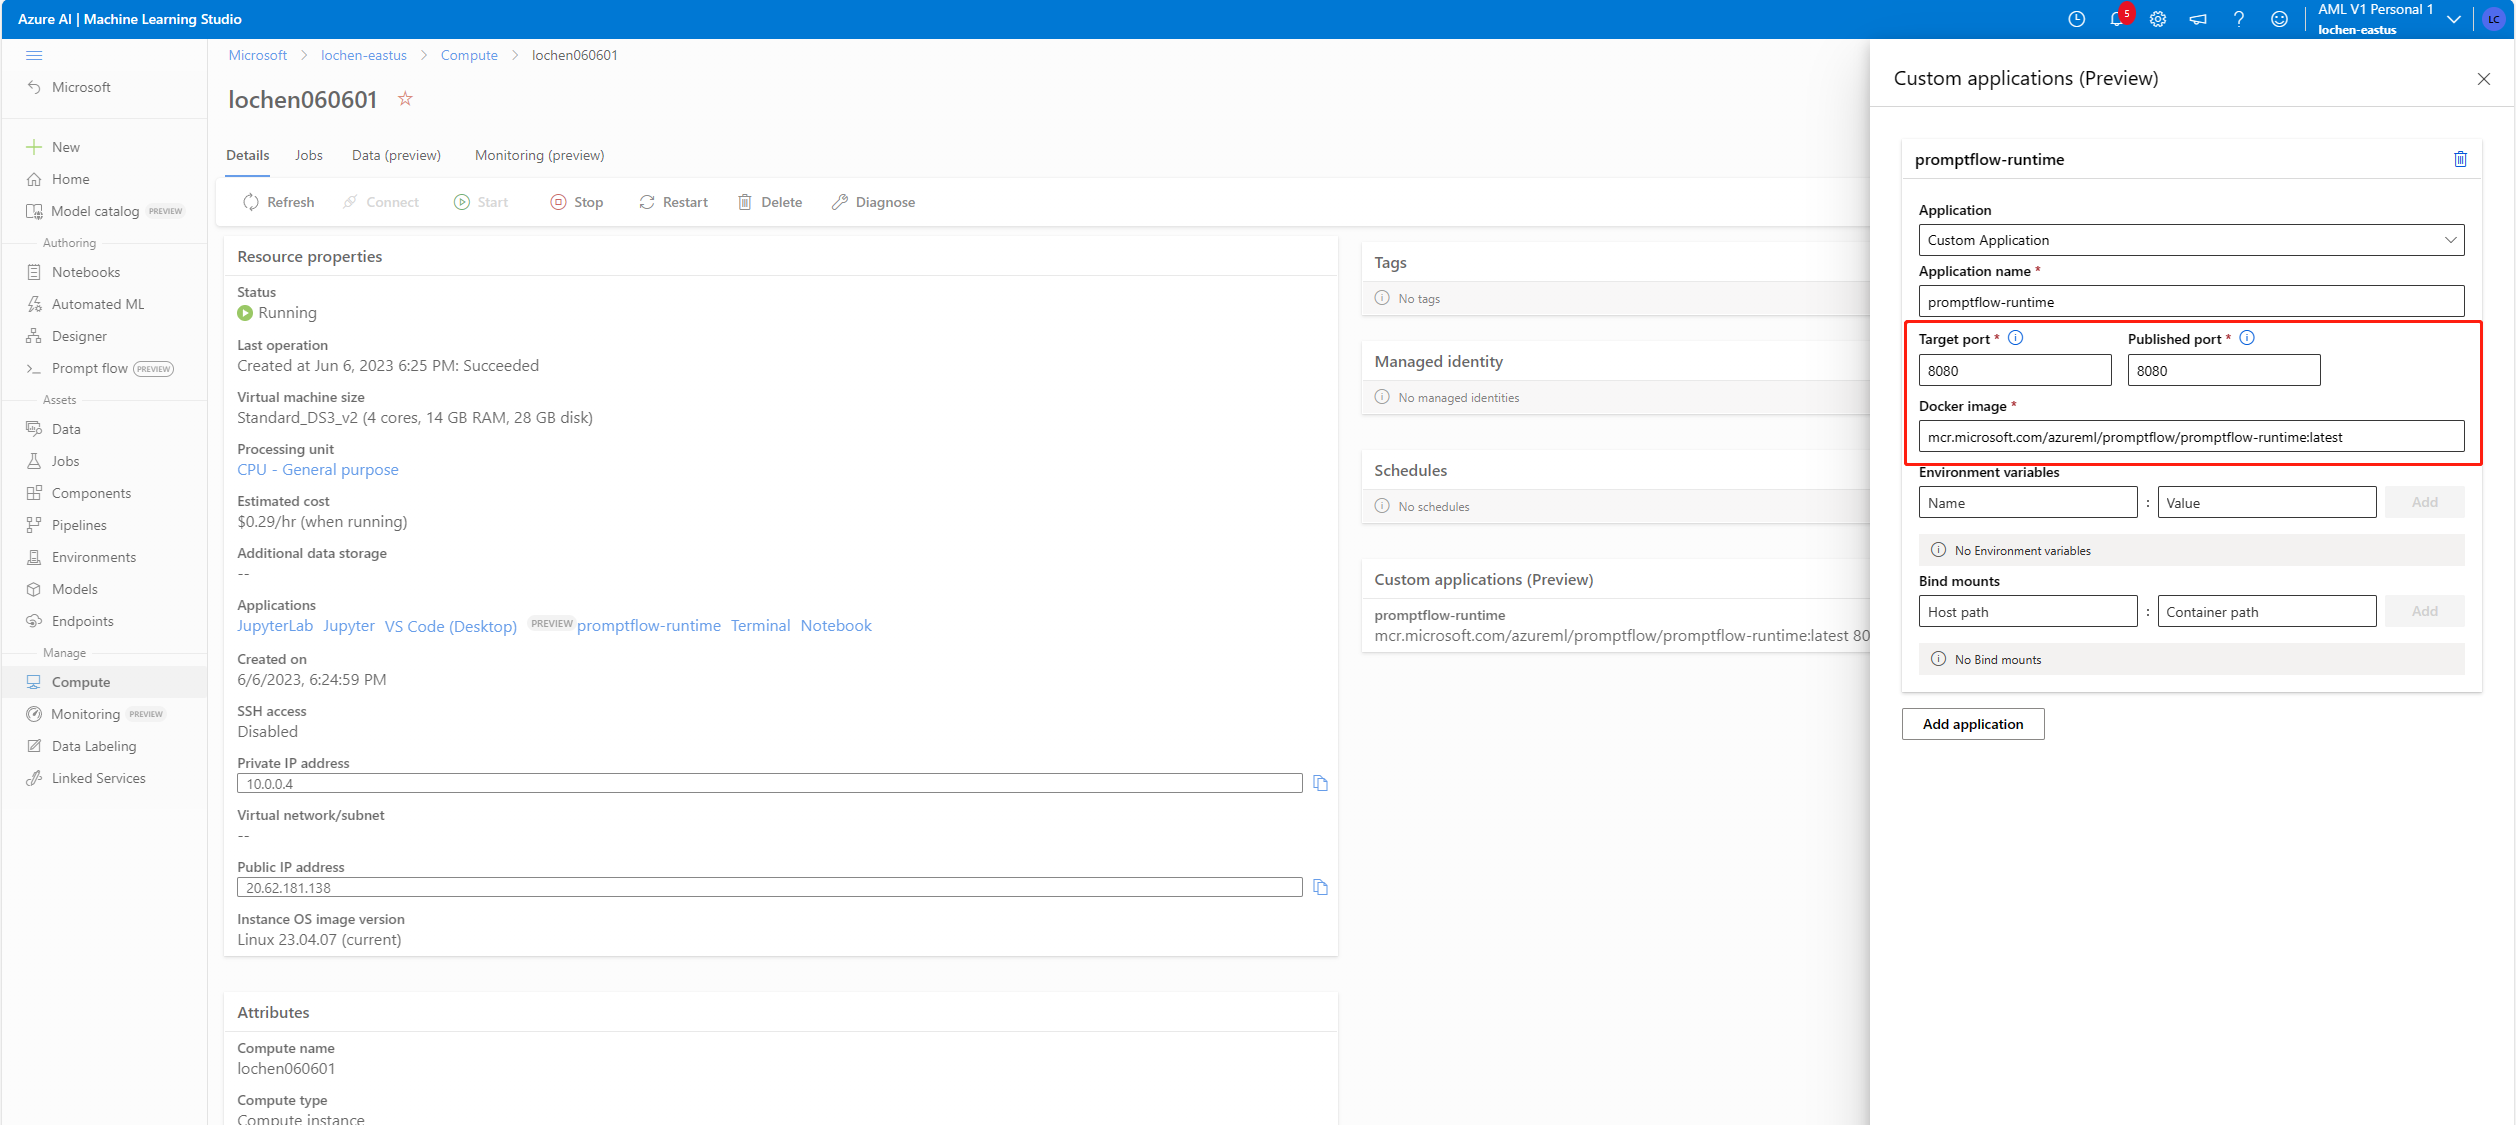 Azure AI | Machine Learning Studio
5
AML V1 Personal 1
lochen-eastus
LC
Microsoft
New
Home
Model catalog PREVIEW
Authoring
Notebooks
Automated ML
Designer
Prompt flow PREVIEW
Assets
Data
Jobs
Components
Pipelines
Environments
Models
Endpoints
Manage
Compute
Monitoring PREVIEW
Data Labeling
Linked Services
Microsoft > lochen-eastus > Compute > lochen060601
lochen060601
Details Jobs Data (preview) Monitoring (preview)
Refresh Connect Start Stop Restart Delete Diagnose
Resource properties
Status
Running
Last operation
Created at Jun 6, 2023 6:25 PM: Succeeded
Virtual machine size
Standard_DS3_v2 (4 cores, 14 GB RAM, 28 GB disk)
Processing unit
CPU - General purpose
Estimated cost
$0.29/hr (when running)
Additional data storage
--
Applications
JupyterLab Jupyter VS Code (Desktop) PREVIEW promptflow-runtime Terminal Notebook
Created on
6/6/2023, 6:24:59 PM
SSH access
Disabled
Private IP address
10.0.0.4
Virtual network/subnet
--
Public IP address
20.62.181.138
Instance OS image version
Linux 23.04.07 (current)
Attributes
Compute name
lochen060601
Compute type
Compute instance
Tags
No tags
Managed identity
No managed identities
Schedules
No schedules
Custom applications (Preview)
promptflow-runtime
mcr.microsoft.com/azureml/promptflow/promptflow-runtime:latest 80
Custom applications (Preview)
promptflow-runtime
Application
Custom Application
Application name *
promptflow-runtime
Target port * Published port *
8080 8080
Docker image *
mcr.microsoft.com/azureml/promptflow/promptflow-runtime:latest
Environment variables
Name : Value Add
No Environment variables
Bind mounts
Host path : Container path Add
No Bind mounts
Add application